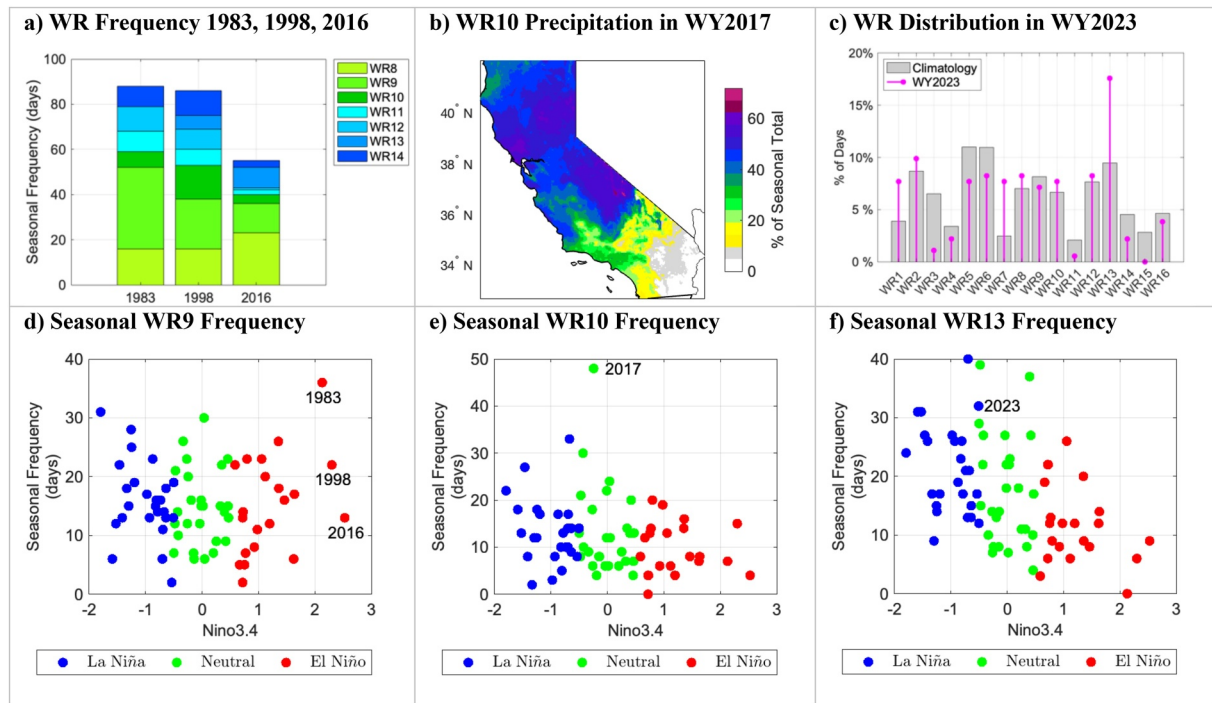 a) WR Frequency 1983, 1998, 2016
Seasonal Frequency (days)
100
80
60
40
20
0
1983
1998
2016
WR8
WR9
WR10
WR11
WR12
WR13
WR14
b) WR10 Precipitation in WY2017
40° N
38° N
36° N
34° N
60
40
20
0
% of Seasonal Total
c) WR Distribution in WY2023
% of Days
20%
15%
10%
5%
0 %
Climatology
WY2023
WR1
WR2
WR3
WR4
WR5
WR6
WR7
WR8
WR9
WR10
WR11
WR12
WR13
WR14
WR15
WR16
d) Seasonal WR9 Frequency
Seasonal Frequency
(days)
40
30
20
10
0
1983
1998
2016
-2
-1
0
1
2
3
Nino3.4
La Niña
Neutral
El Niño
e) Seasonal WR10 Frequency
Seasonal Frequency
(days)
50
40
30
20
10
0
2017
-2
-1
0
1
2
3
Nino3.4
La Niña
Neutral
El Niño
f) Seasonal WR13 Frequency
Seasonal Frequency
(days)
40
30
20
10
0
2023
-2
-1
0
1
2
3
Nino3.4
La Niña
Neutral
El Niño